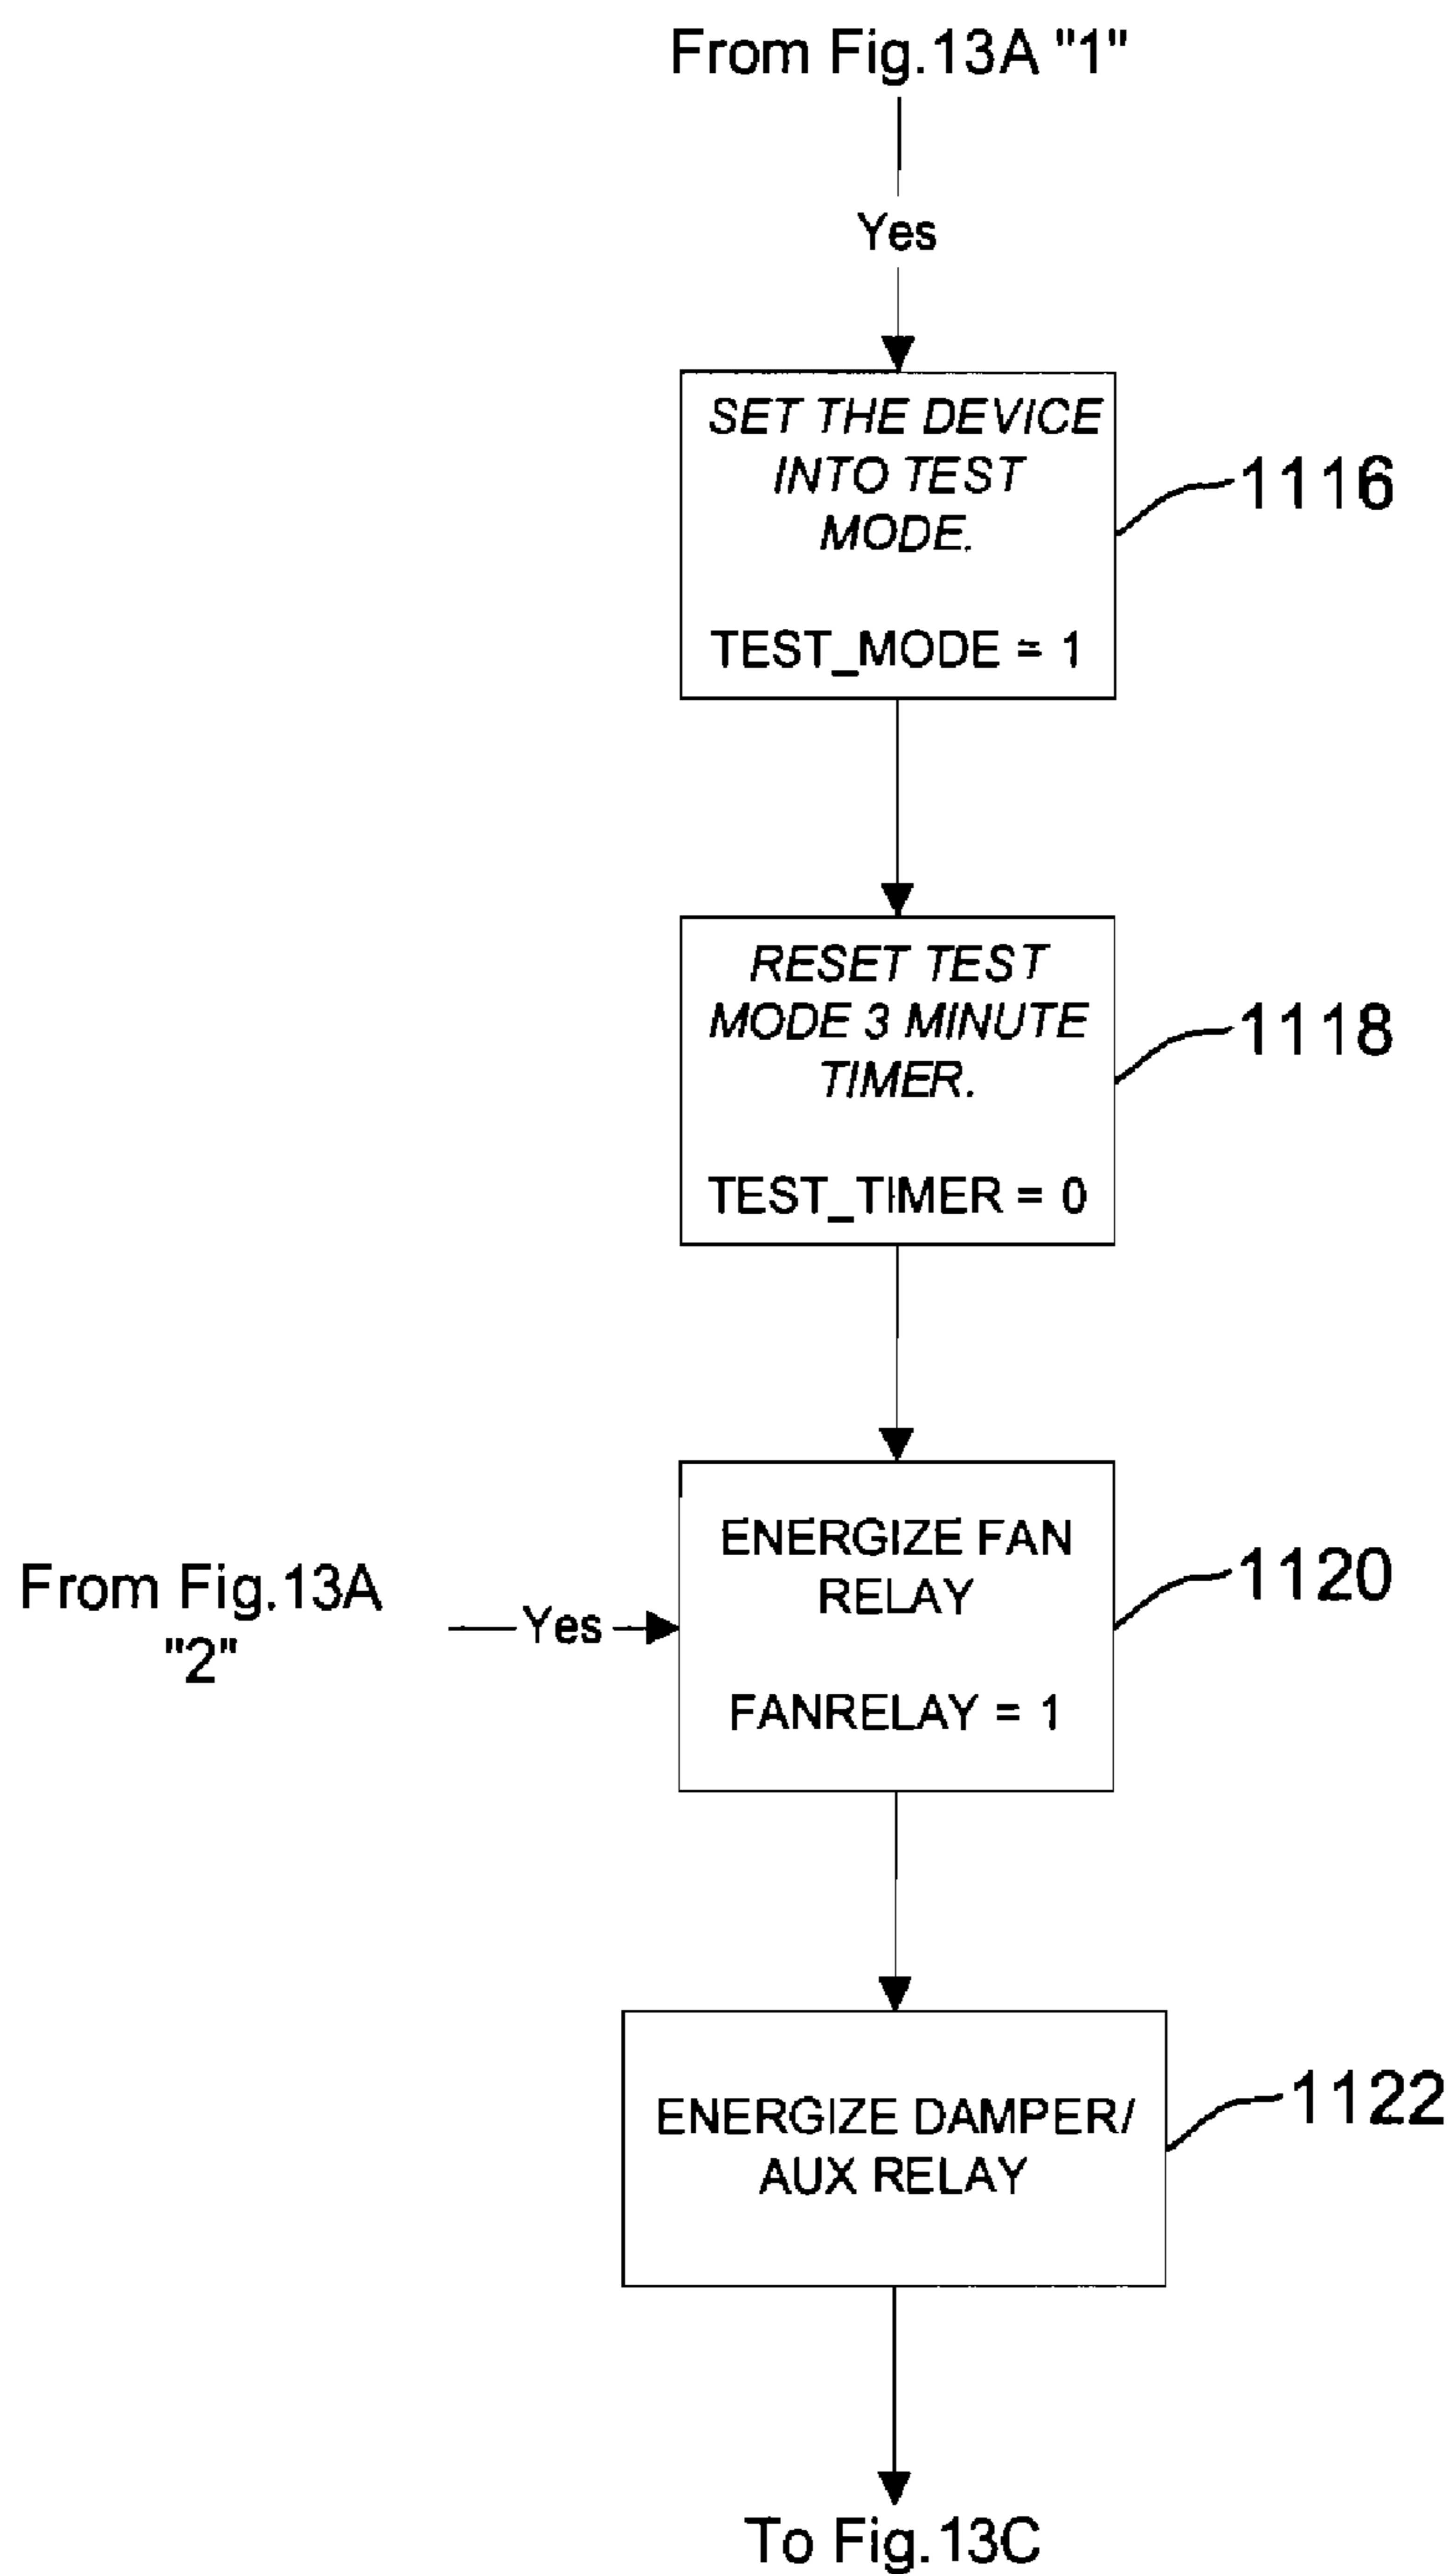 From Fig.13A "1"
Yes
SET THE DEVICE
INTO TEST
MODE.
TEST_MODE = 1
1116
RESET TEST
MODE 3 MINUTE
TIMER.
TEST_TIMER = 0
1118
From Fig.13A
"2"
Yes
ENERGIZE FAN
RELAY
FANRELAY = 1
1120
ENERGIZE DAMPER/
AUX RELAY
1122
To Fig.13C